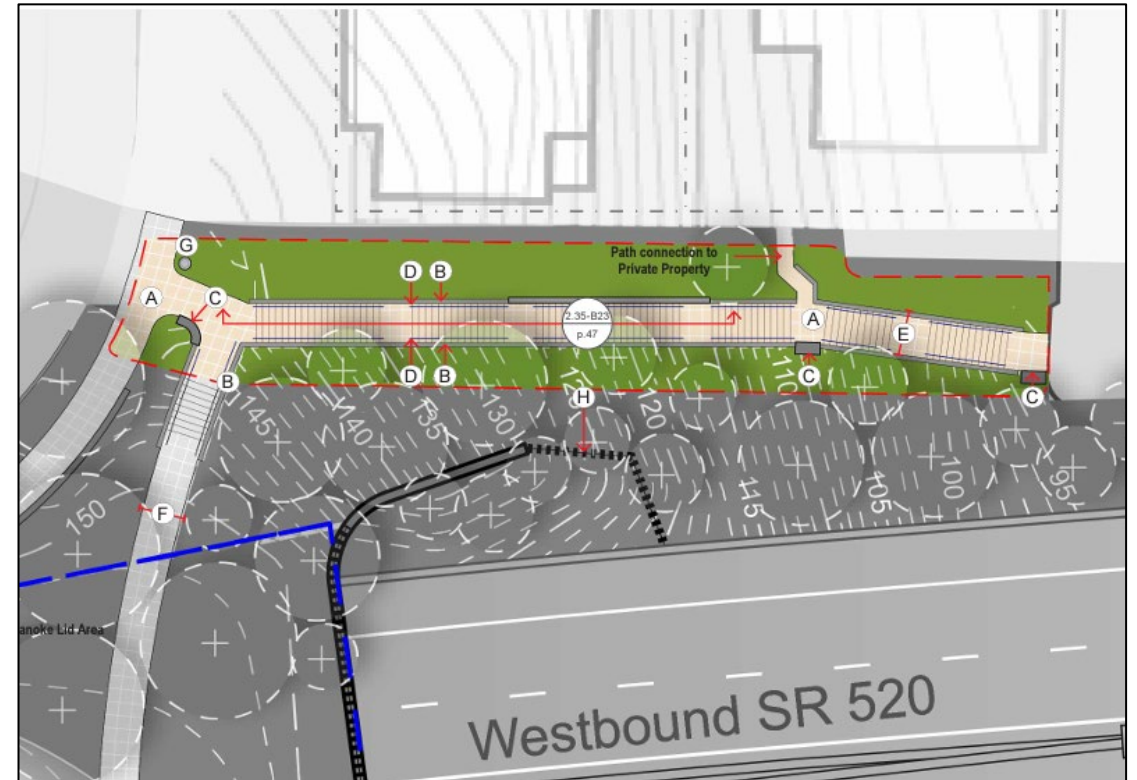 G
Path connection to
Private Property
D
B
A
C
2.35-B23
p.47
A
E
D
B
C
C
B
H
145
140
135
130
125
120
115
110
105
100
95
150
F
anoke Lid Area
Westbound SR 520